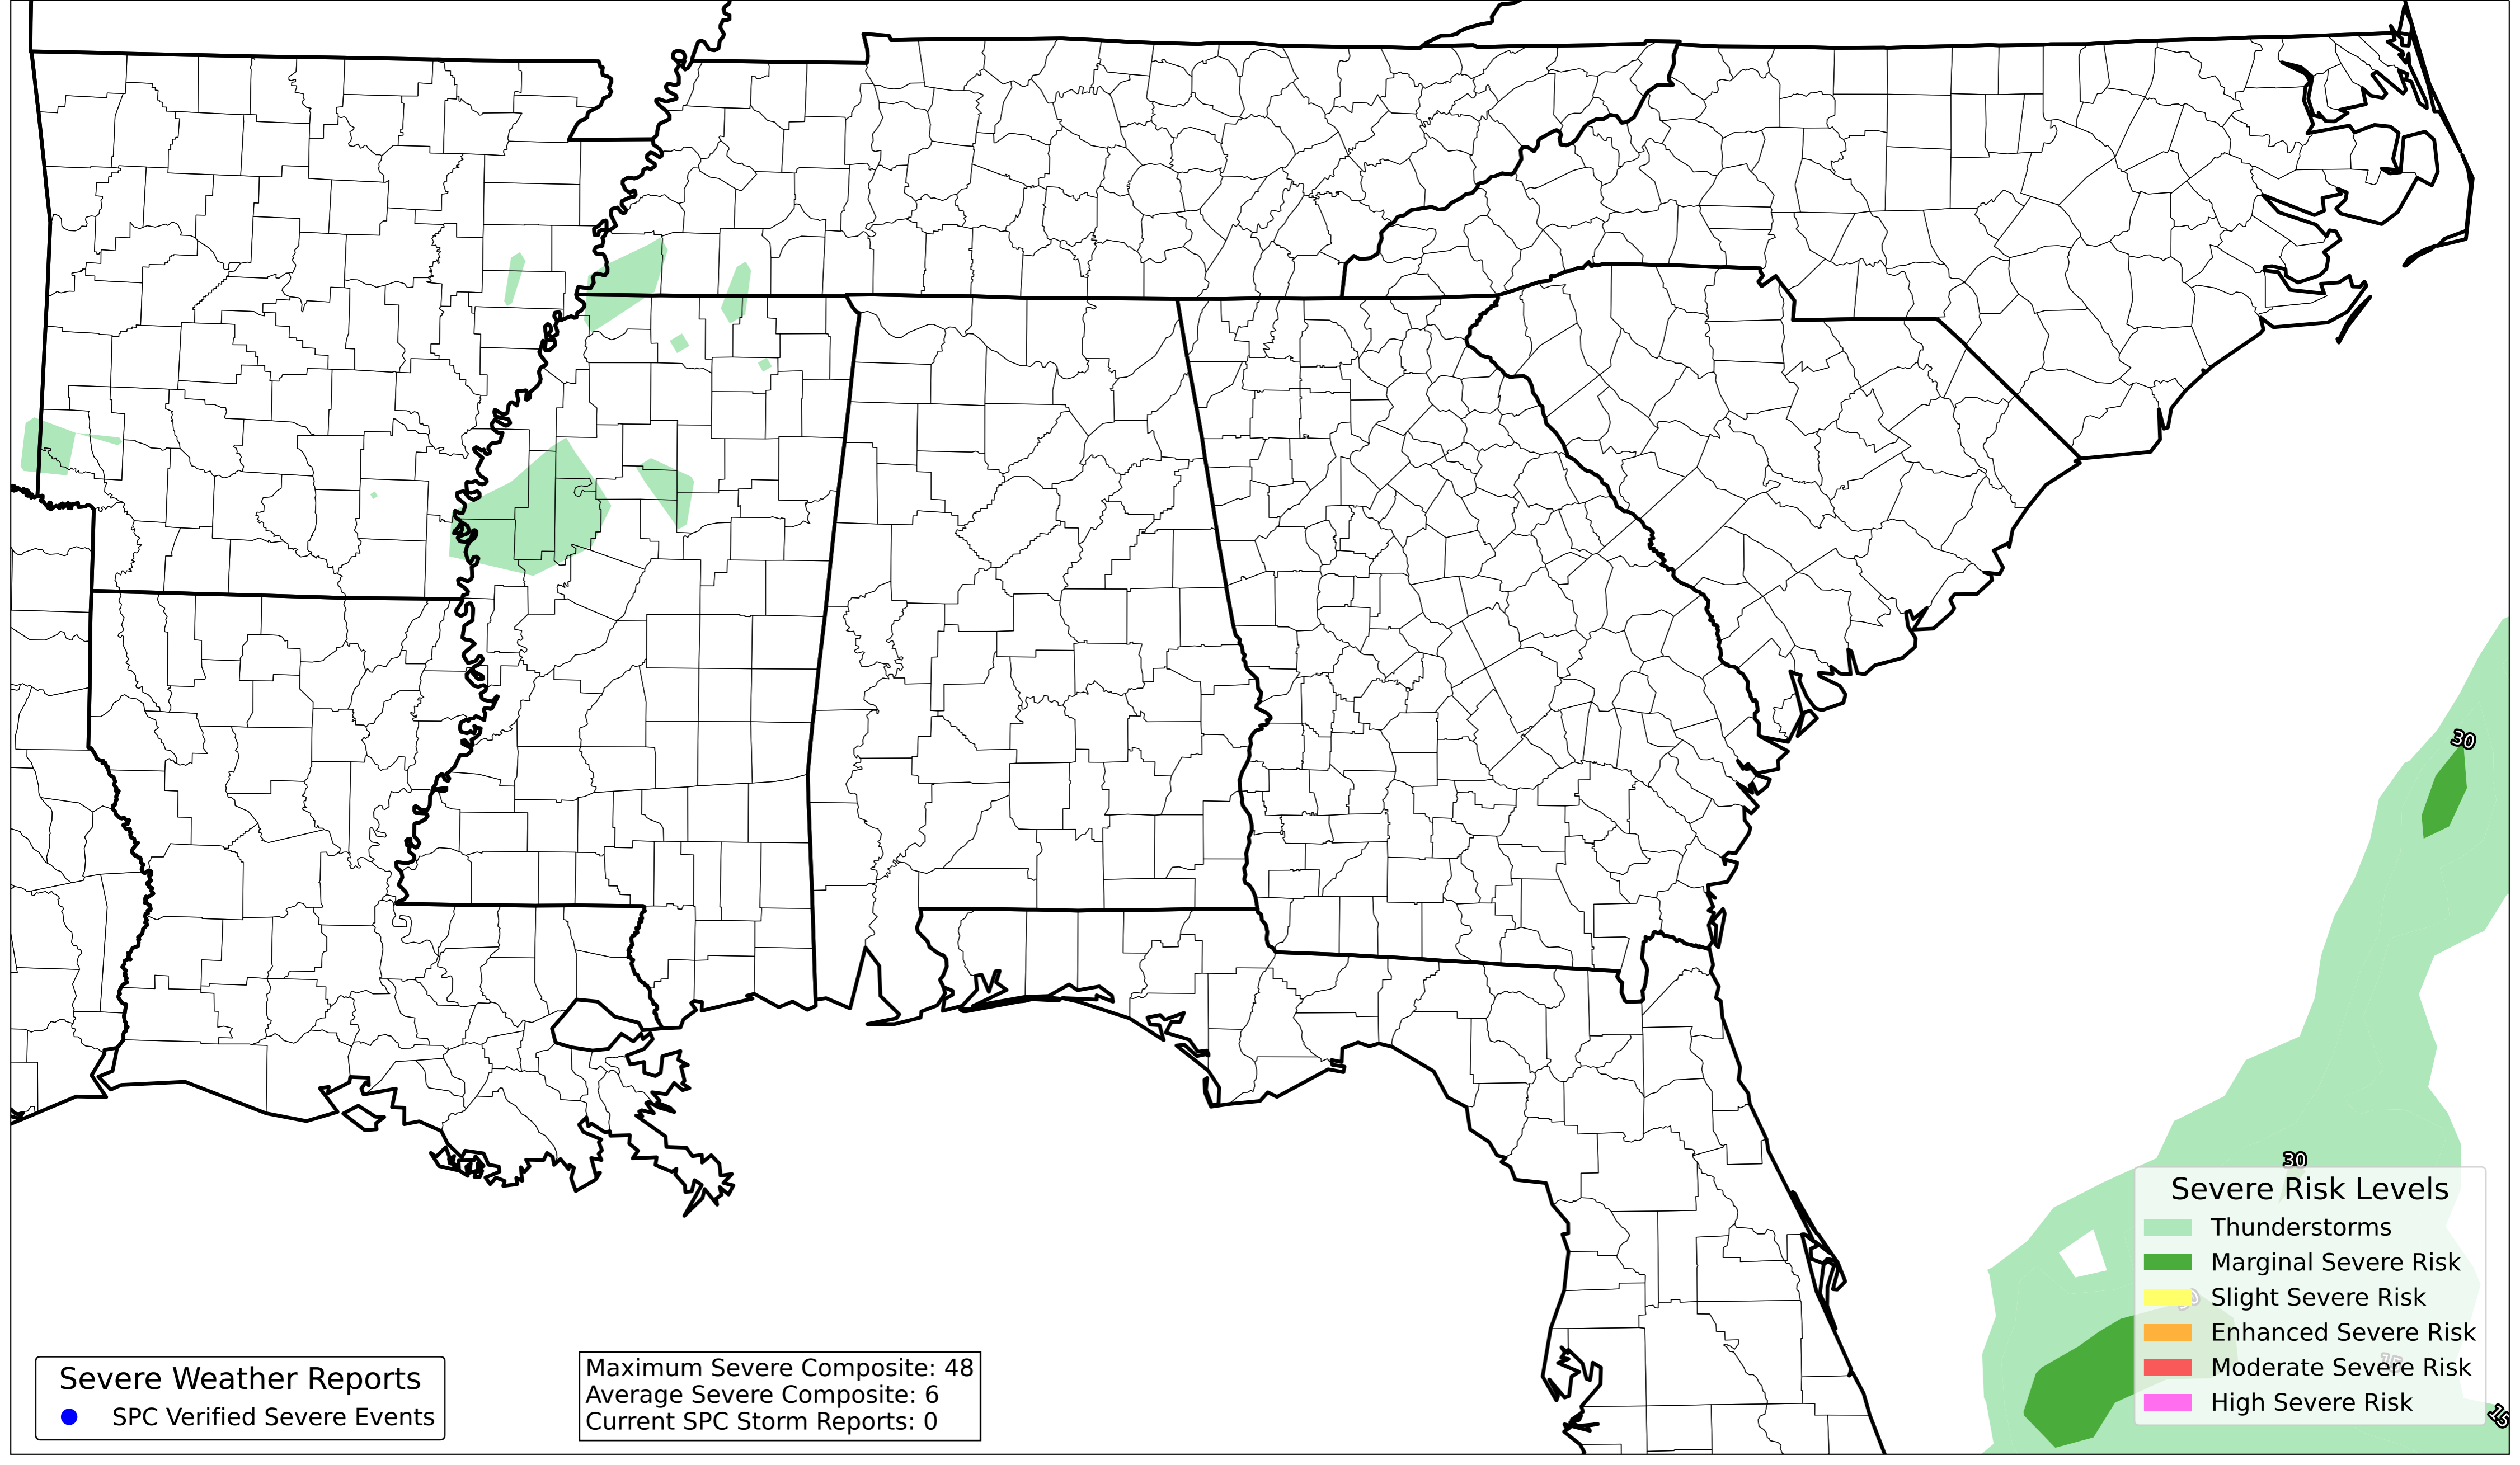 30
30
Severe Risk Levels
Thunderstorms
Marginal Severe Risk
Slight Severe Risk
Enhanced Severe Risk
Moderate Severe Risk
High Severe Risk
15
Severe Weather Reports
SPC Verified Severe Events
Maximum Severe Composite: 48
Average Severe Composite: 6
Current SPC Storm Reports: 0
15